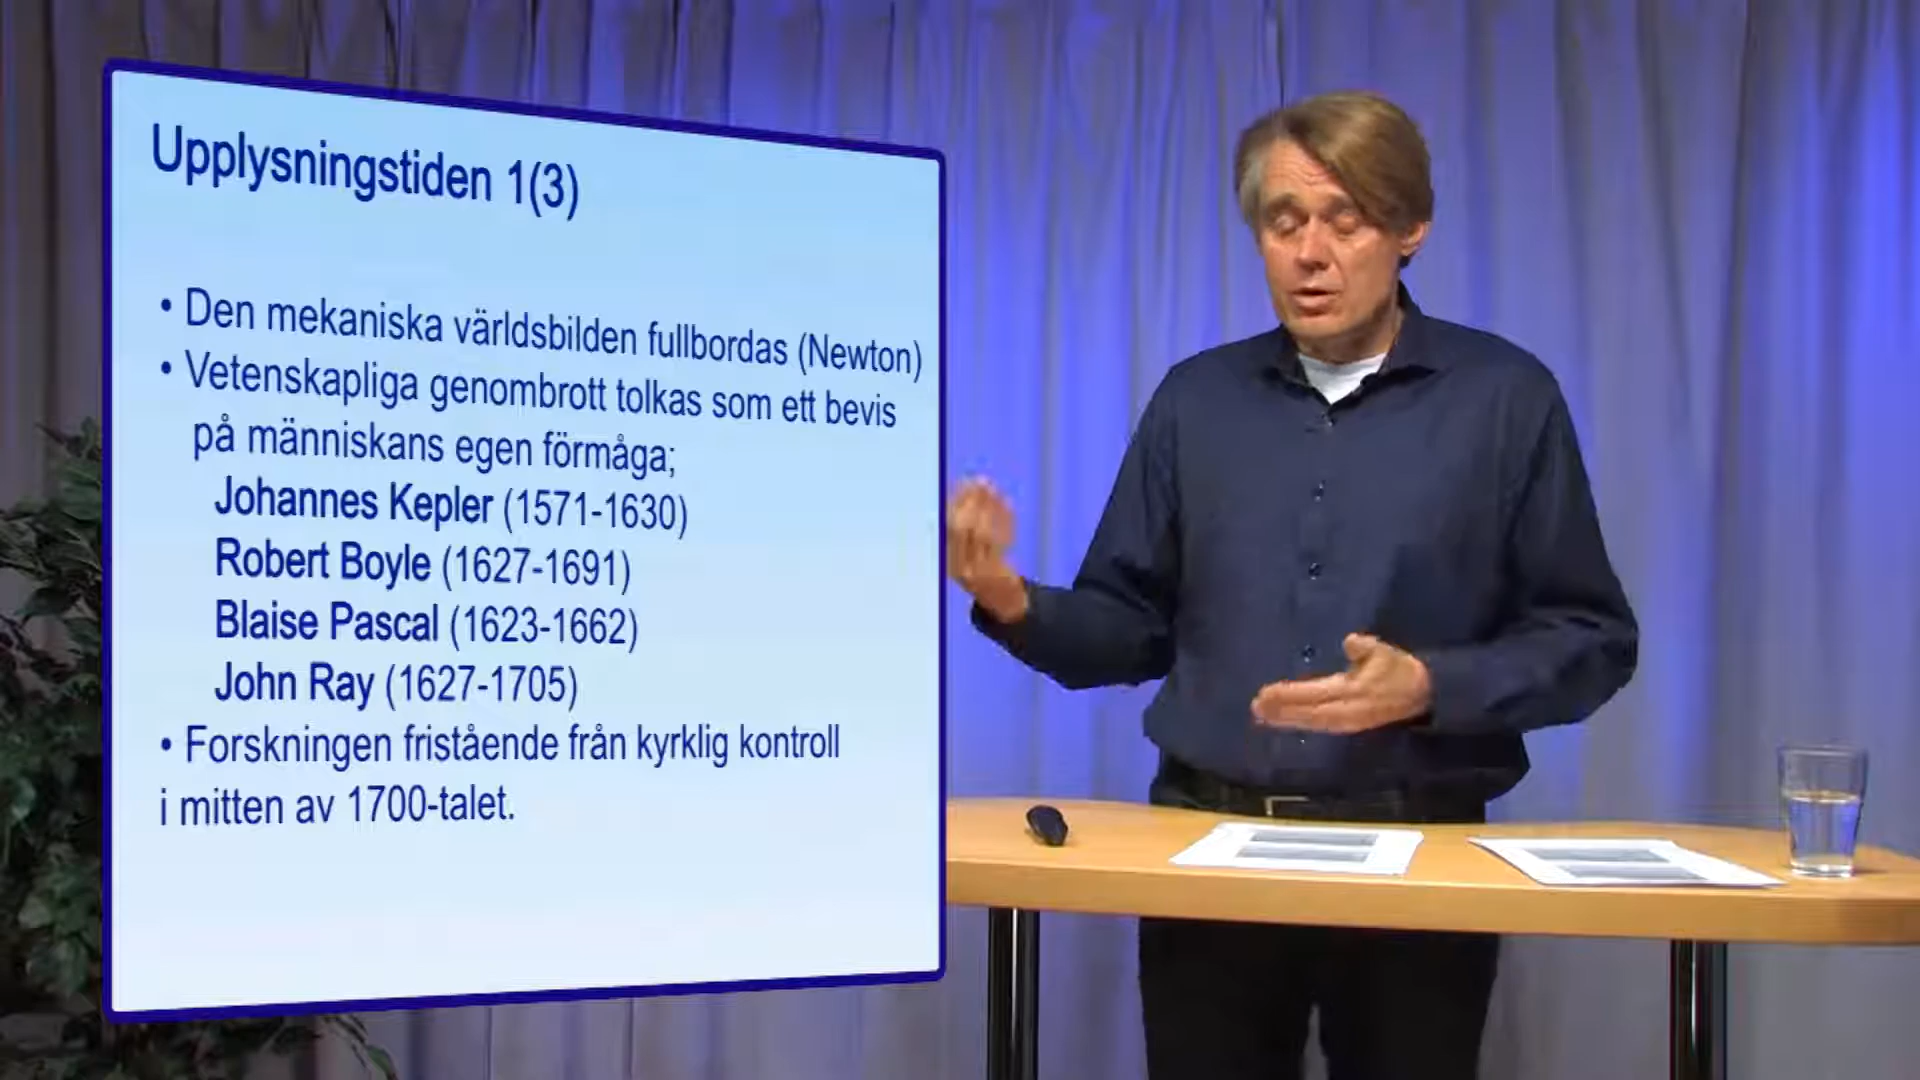 Upplysningstiden 1(3)
• Den mekaniska världsbilden fullbordas (Newton)
• Vetenskapliga genombrott tolkas som ett bevis
på människans egen förmåga;
Johannes Kepler (1571-1630)
Robert Boyle (1627-1691)
Blaise Pascal (1623-1662)
John Ray (1627-1705)
• Forskningen fristående från kyrklig kontroll
i mitten av 1700-talet.